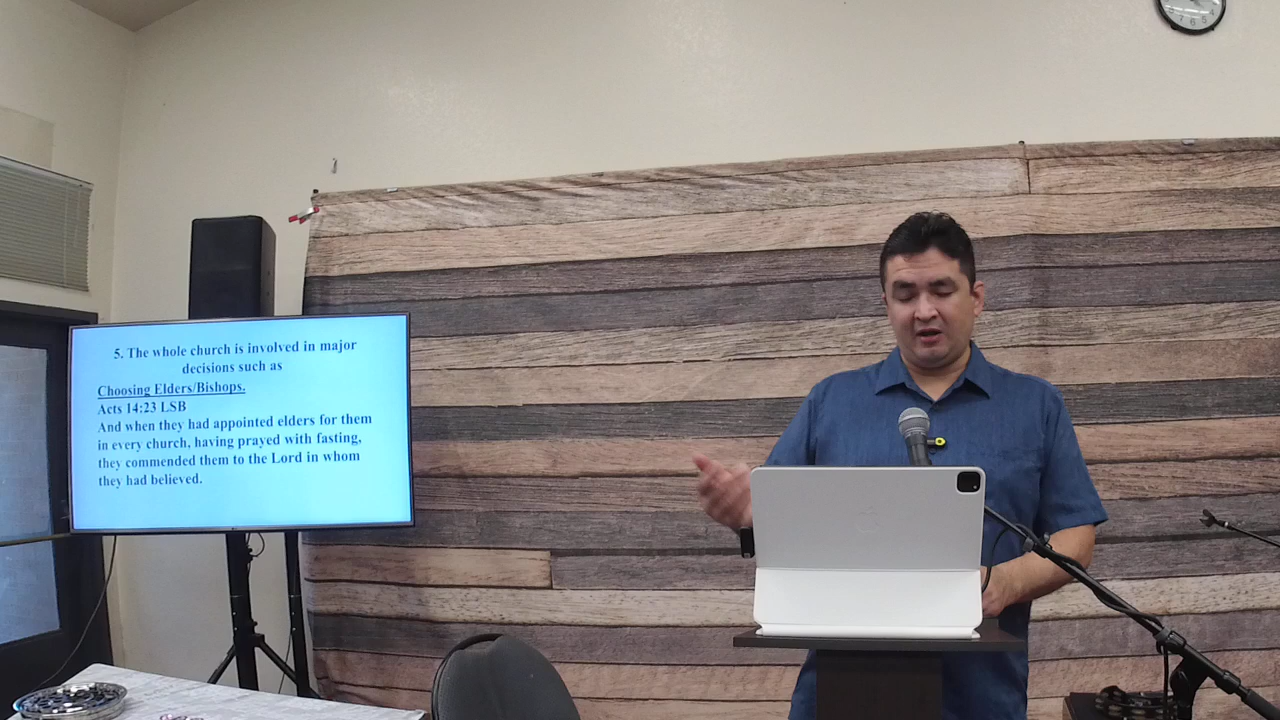 5. The whole church is involved in major
decisions such as
Choosing Elders/Bishops.
Acts 14:23 LSB
And when they had appointed elders for them
in every church, having prayed with fasting,
they commended them to the Lord in whom
they had believed.